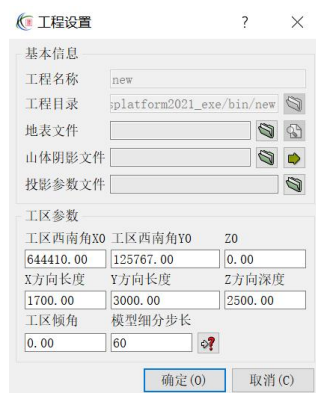 工程设置 ? ×
基本信息
工程名称 new
工程目录 splatform2021_exe/bin/new
地表文件
山体阴影文件
投影参数文件
工区参数
工区西南角X0 工区西南角Y0 Z0
644410.00 125767.00 0.00
X方向长度 Y方向长度 Z方向深度
1700.00 3000.00 2500.00
工区倾角 模型细分步长
0.00 60
确定(O) 取消(C)